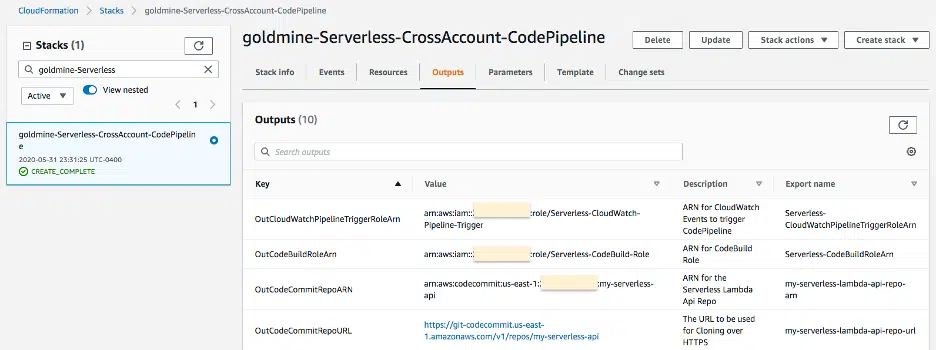 CloudFormation > Stacks > goldmine-Serverless-CrossAccount-CodePipeline
Stacks (1)
goldmine-Serverless
Active
View nested
1
goldmine-Serverless-CrossAccount-CodePipelin
e
2020-05-31 23:31:25 UTC-0400
CREATE_COMPLETE
goldmine-Serverless-CrossAccount-CodePipeline
Delete
Update
Stack actions
Create stack
Stack info
Events
Resources
Outputs
Parameters
Template
Change sets
Outputs (10)
Search outputs
Key
Value
Description
Export name
OutCloudWatchPipelineTriggerRoleArn
arn:aws:iam:: :role/Serverless-CloudWatch-
Pipeline-Trigger
ARN for CloudWatch
Events to trigger
CodePipeline
Serverless-
CloudWatchPipelineTriggerRoleArn
OutCodeBuildRoleArn
arn:aws:iam:: :role/Serverless-CodeBuild-Role
ARN for CodeBuild
Role
Serverless-CodeBuildRoleArn
OutCodeCommitRepoARN
arn:aws:codecommit:us-east-1: :my-serverless-
api
ARN for the
Serverless Lambda
Api Repo
my-serverless-lambda-api-repo-
arn
OutCodeCommitRepoURL
https://git-codecommit.us-east-
1.amazonaws.com/v1/repos/my-serverless-api
The URL to be used
for Cloning over
HTTPS
my-serverless-lambda-api-repo-url